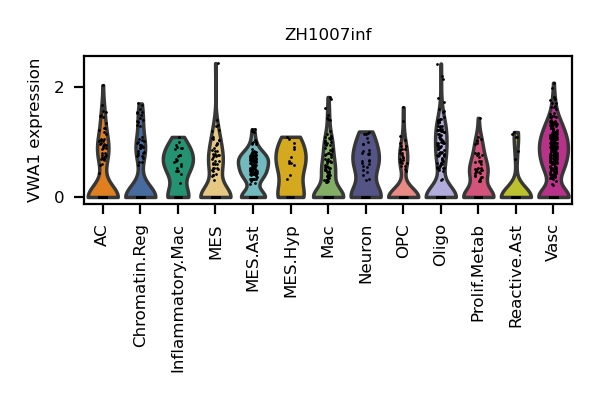 ZH1007inf
VWA1 expression
2
0
AC
Chromatin.Reg
Inflammatory.Mac
MES
MES.Ast
MES.Hyp
Mac
Neuron
OPC
Oligo
Prolif.Metab
Reactive.Ast
Vasc